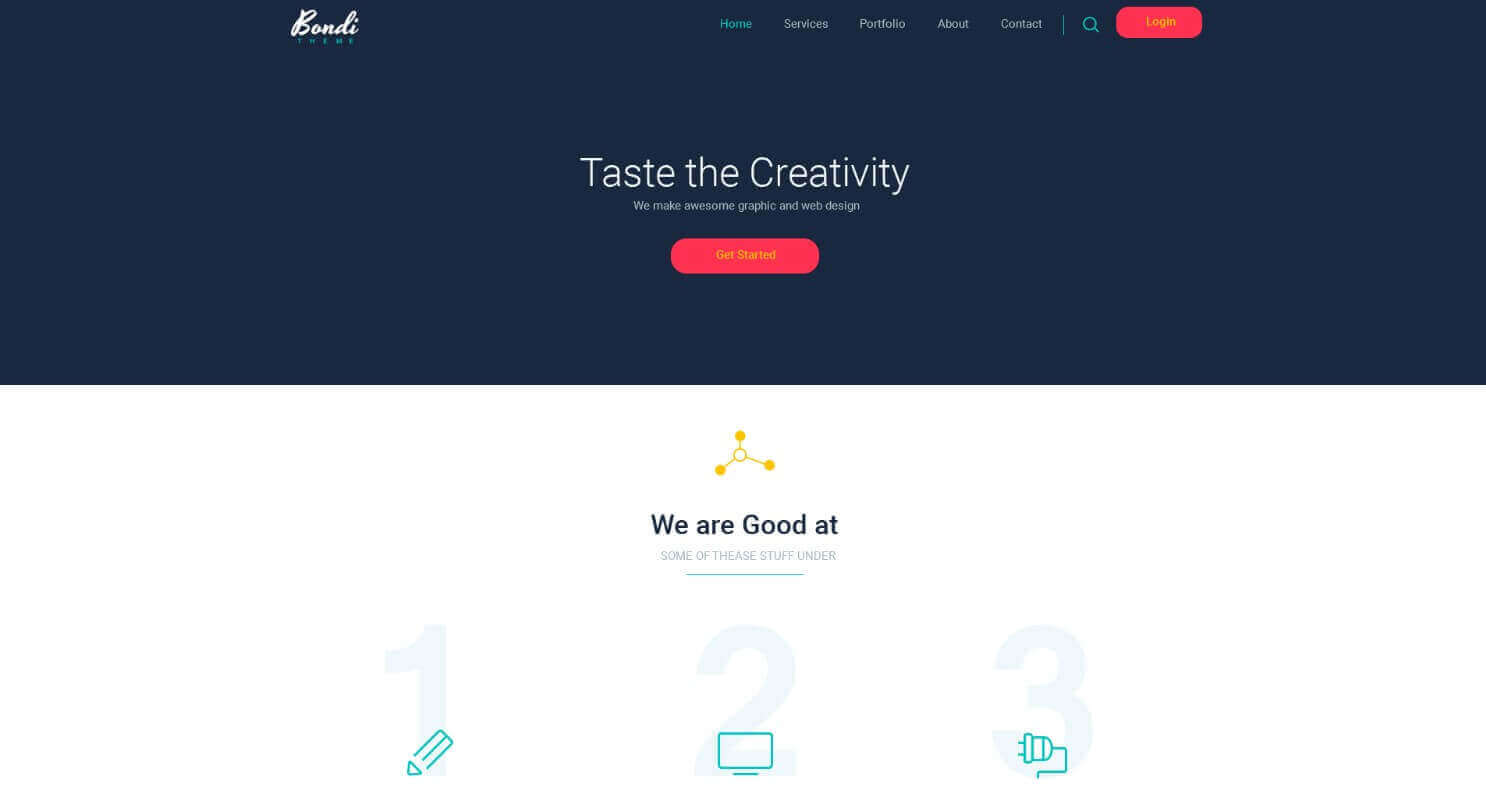 Bondi
THEME
Home Services Portfolio About Contact Login
Taste the Creativity
We make awesome graphic and web design
Get Started
We are Good at
SOME OF THEASE STUFF UNDER
1 2 3